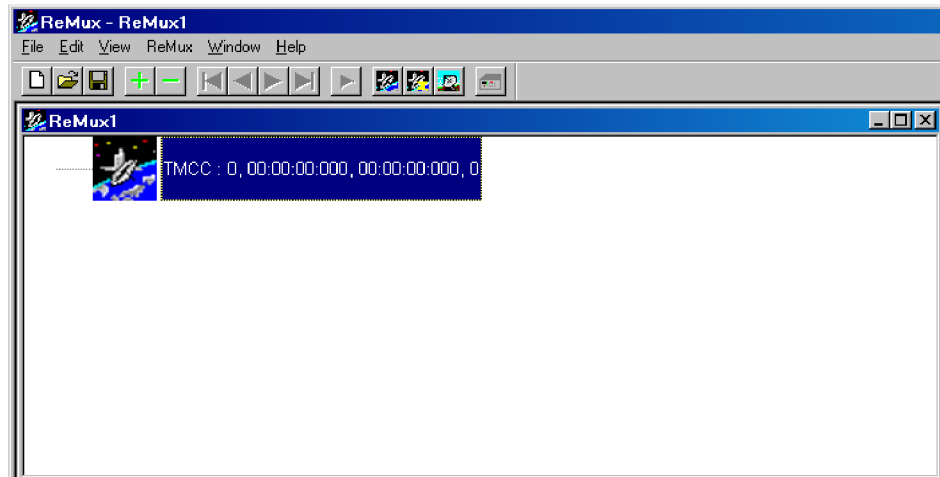 ReMux - ReMux1
File Edit View ReMux Window Help
ReMux1
TMCC : 0, 00:00:00:000, 00:00:00:000, 0